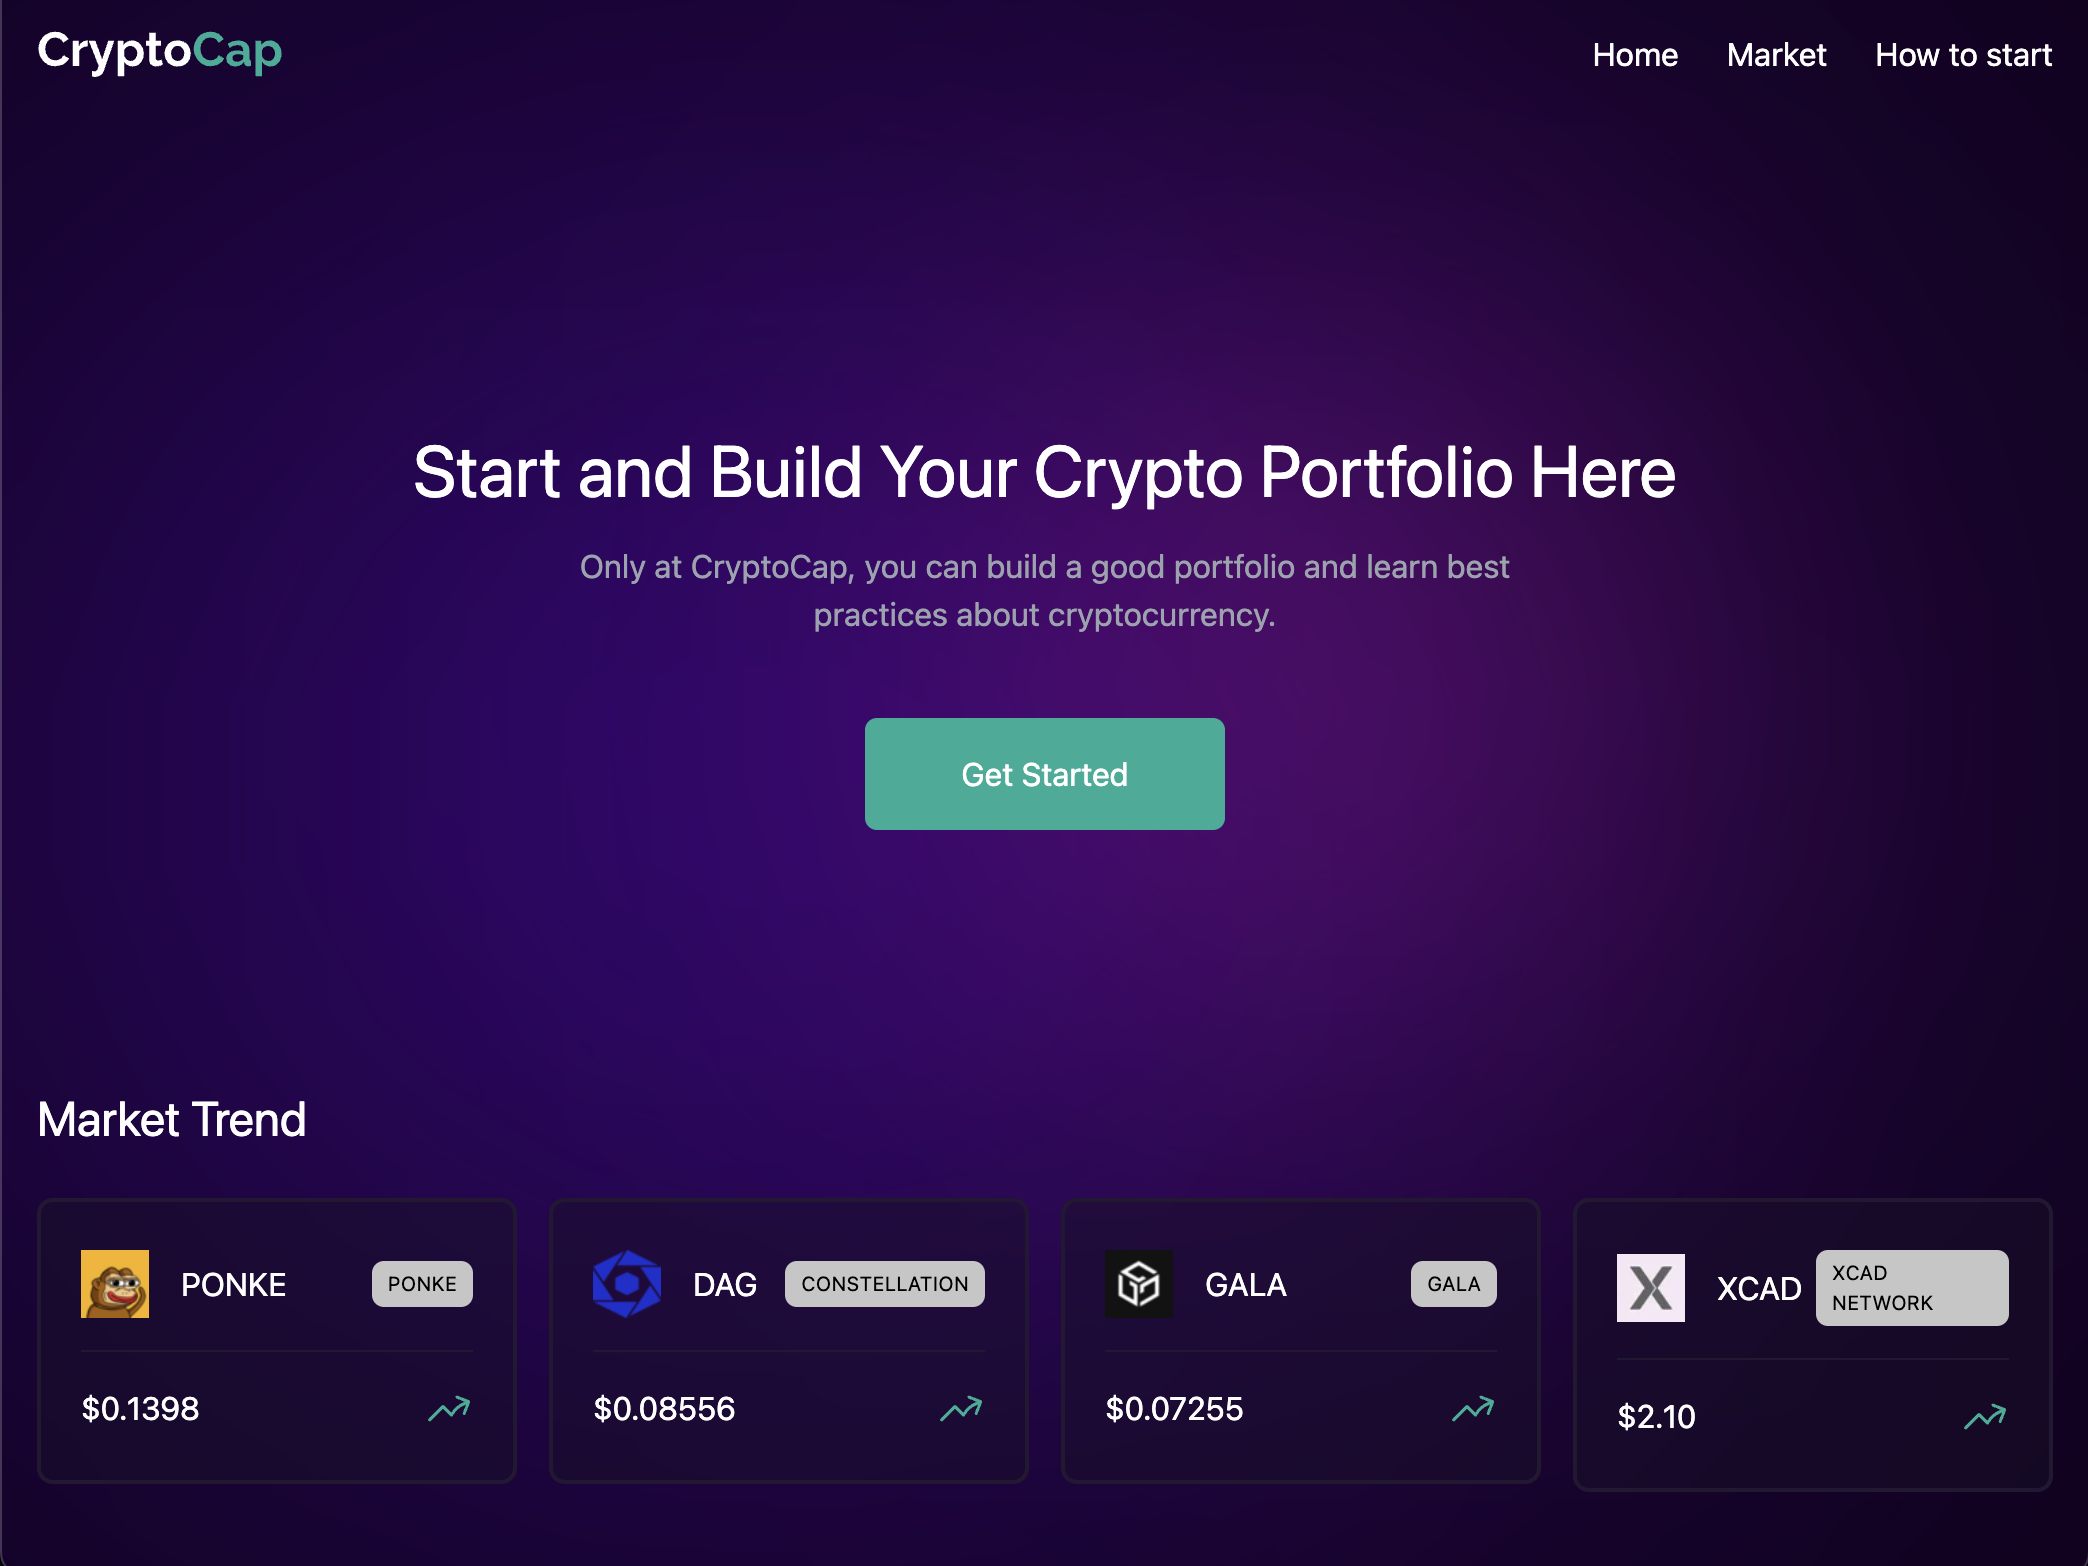 CryptoCap
Home
Market
How to start
Start and Build Your Crypto Portfolio Here
Only at CryptoCap, you can build a good portfolio and learn best
practices about cryptocurrency.
Get Started
Market Trend
PONKE
PONKE
$0.1398
DAG
CONSTELLATION
$0.08556
GALA
GALA
$0.07255
XCAD
XCAD
NETWORK
$2.10